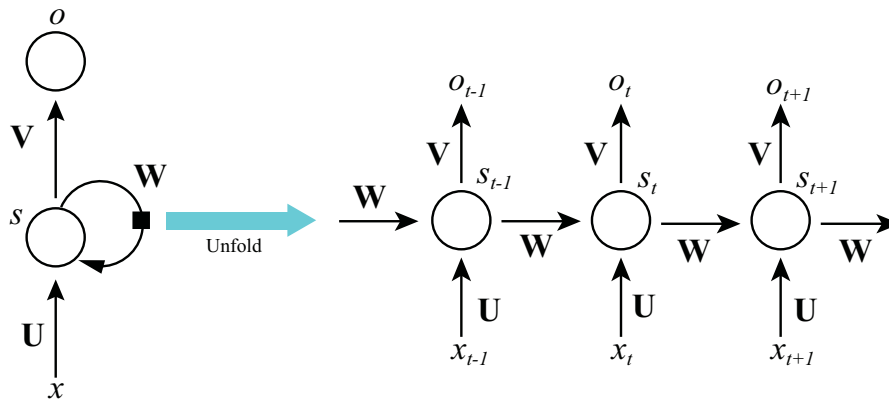 o
V
W
s
U
x
Unfold
o_{t-1} o_t o_{t+1}
V V V
s_{t-1} s_t s_{t+1}
W W W W
U U U
x_{t-1} x_t x_{t+1}